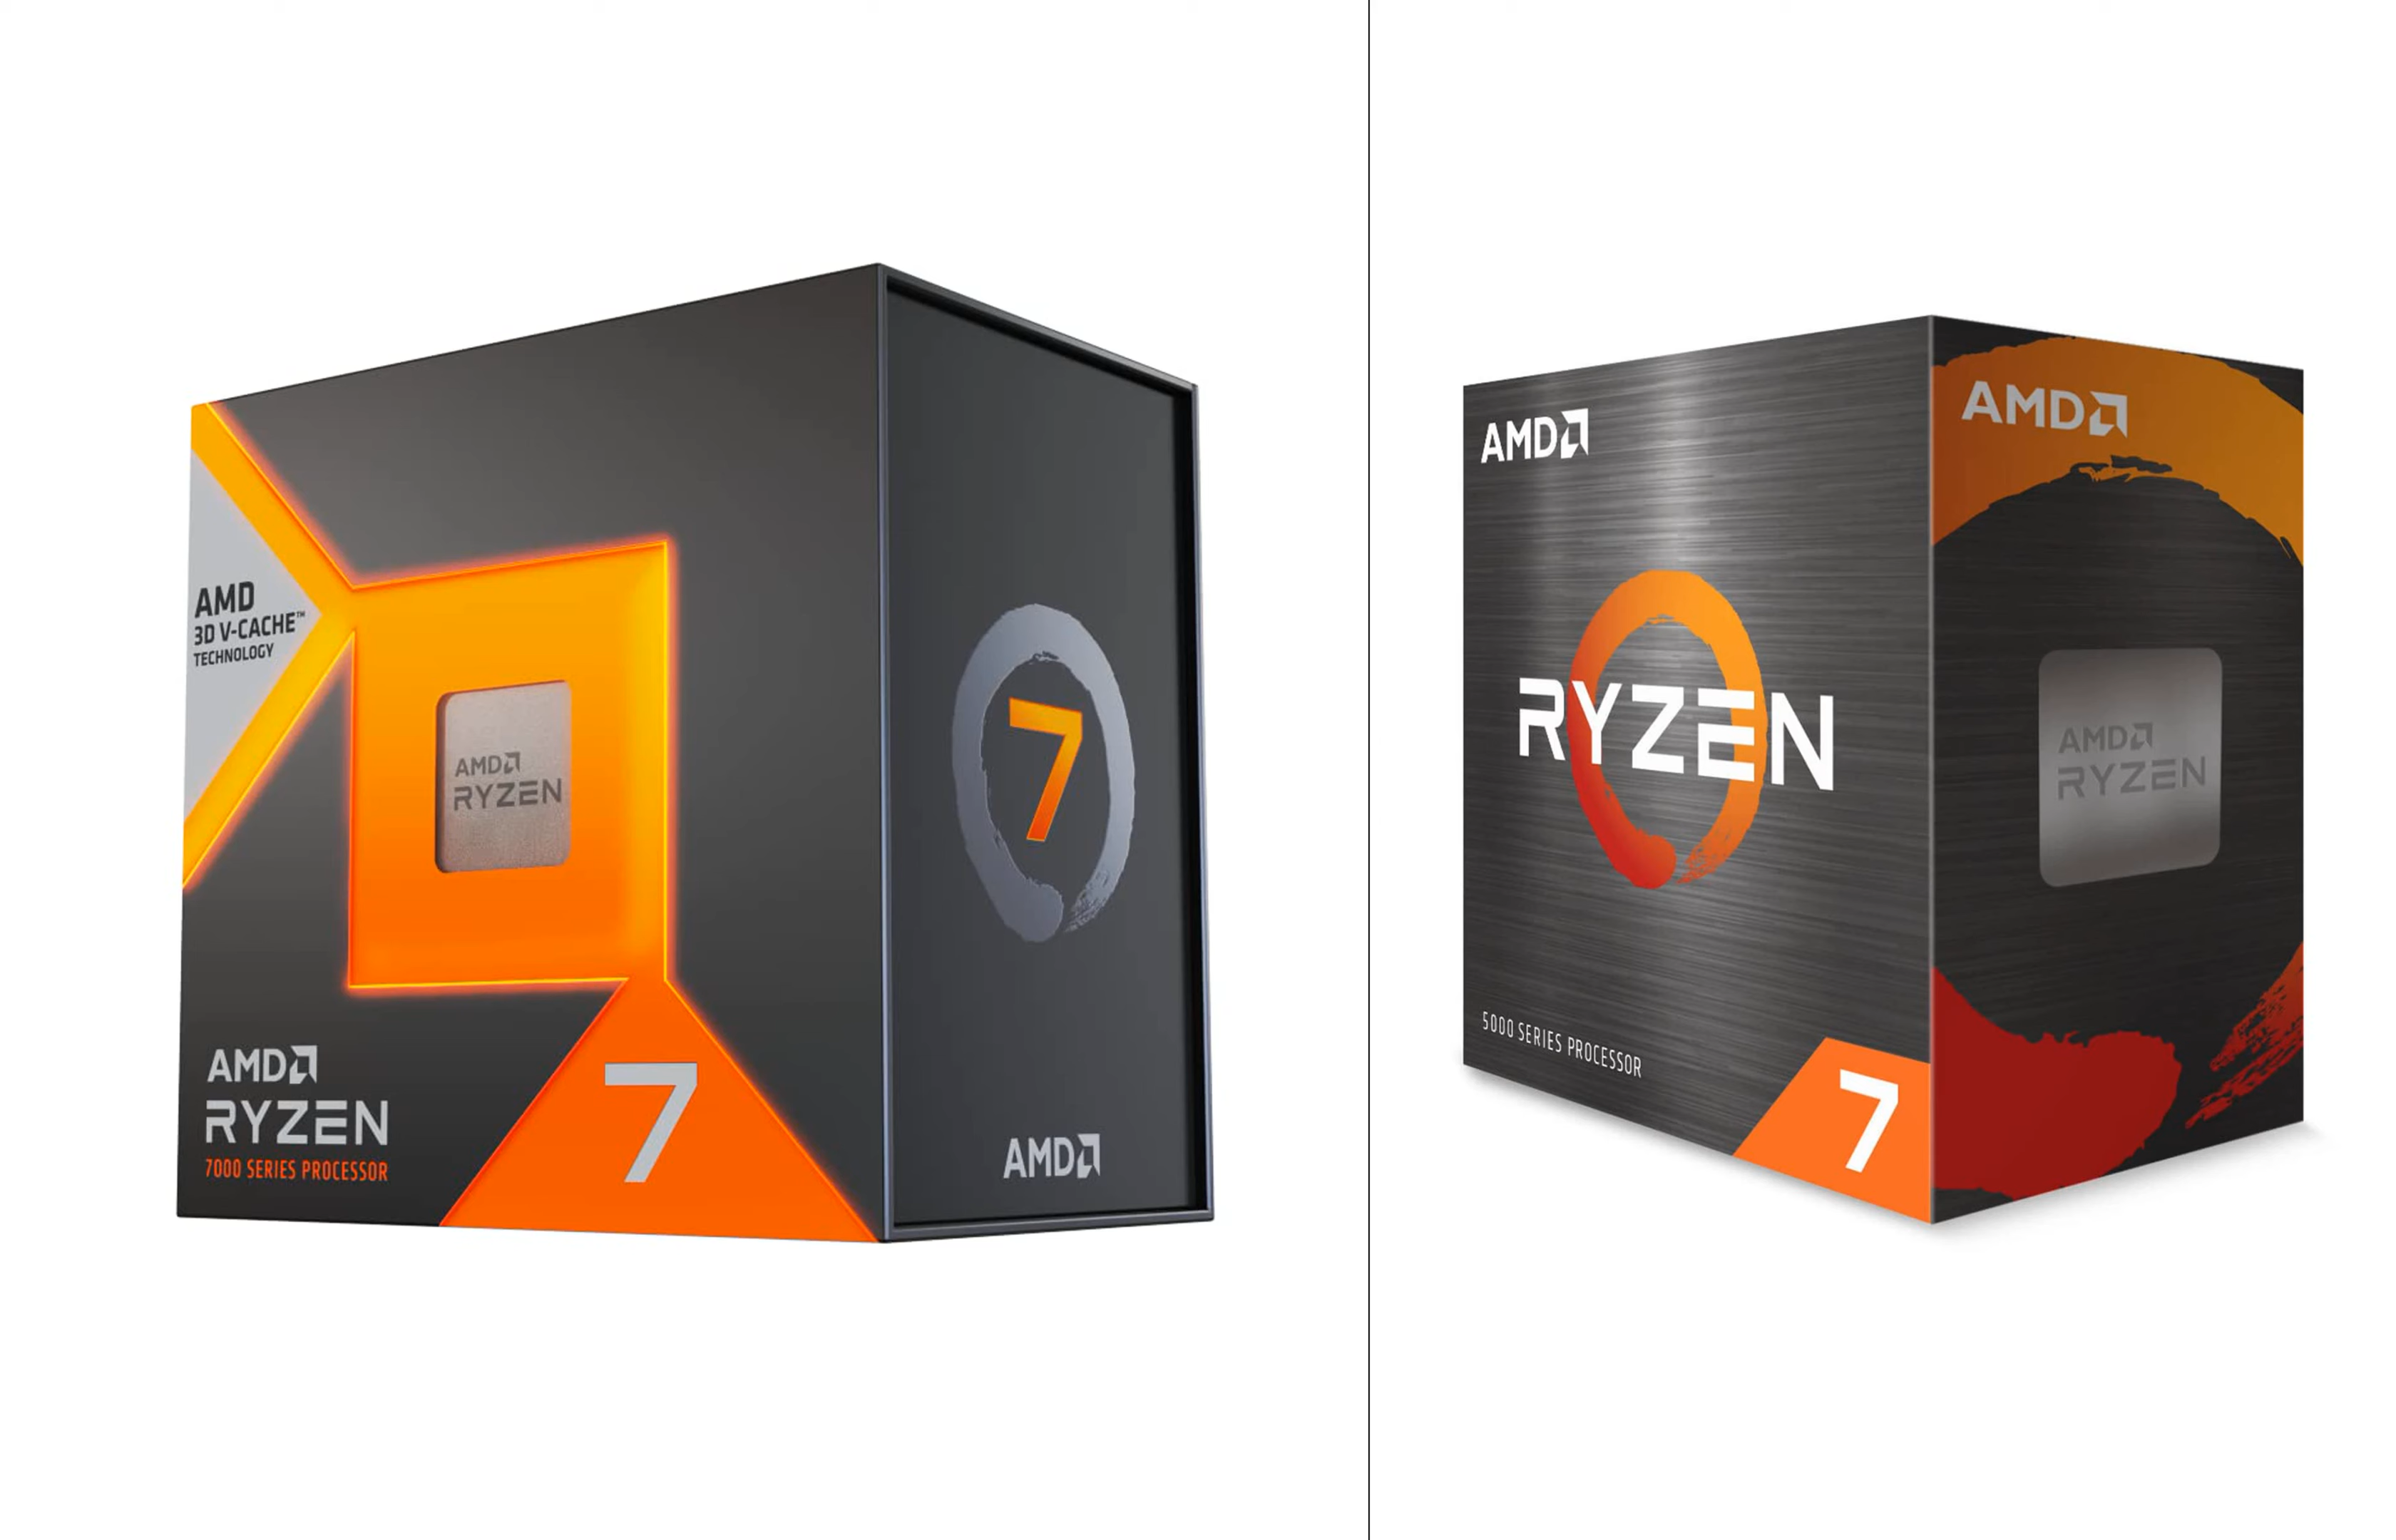 AMD
3D V-CACHE™
TECHNOLOGY
AMD
RYZEN
AMD
RYZEN
7000 SERIES PROCESSOR
7
7
AMD
AMD
RYZEN
5000 SERIES PROCESSOR
7
AMD
AMD
RYZEN